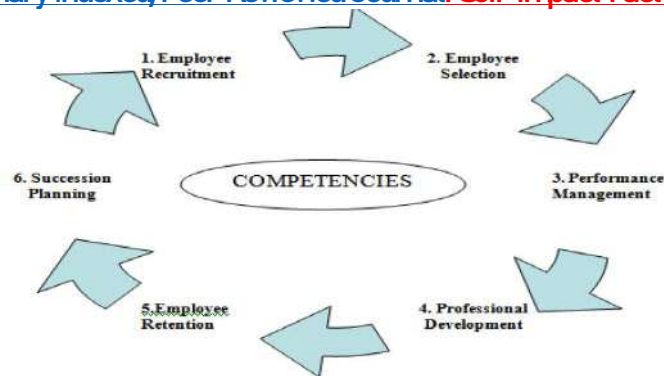 1. Employee
Recruitment
2. Employee
Selection
6. Succession
Planning
COMPETENCIES
3. Performance
Management
5.Employee
Retention
4. Professional
Development